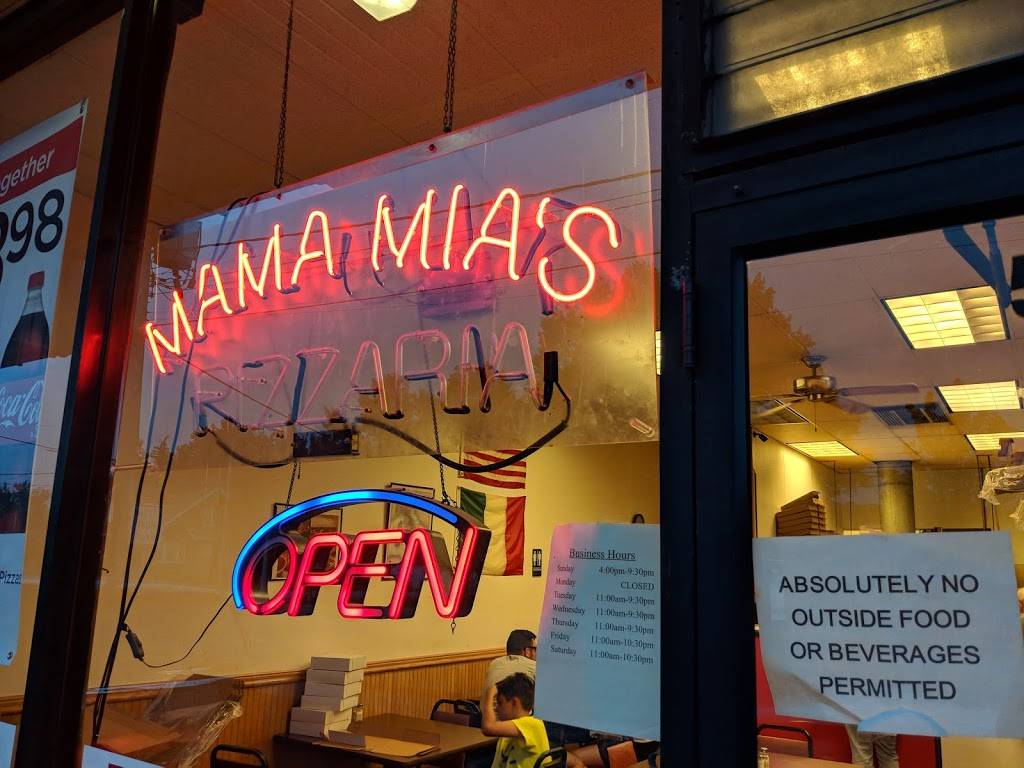 gether
98
Coca-Cola
Pizzas
MAMA MIA'S
PIZZARIA
OPEN
Business Hours
Sunday 4:00pm-9:30pm
Monday CLOSED
Tuesday 11:00am-9:30pm
Wednesday 11:00am-9:30pm
Thursday 11:00am-9:30pm
Friday 11:00am-10:30pm
Saturday 11:00am-10:30pm
ABSOLUTELY NO
OUTSIDE FOOD
OR BEVERAGES
PERMITTED